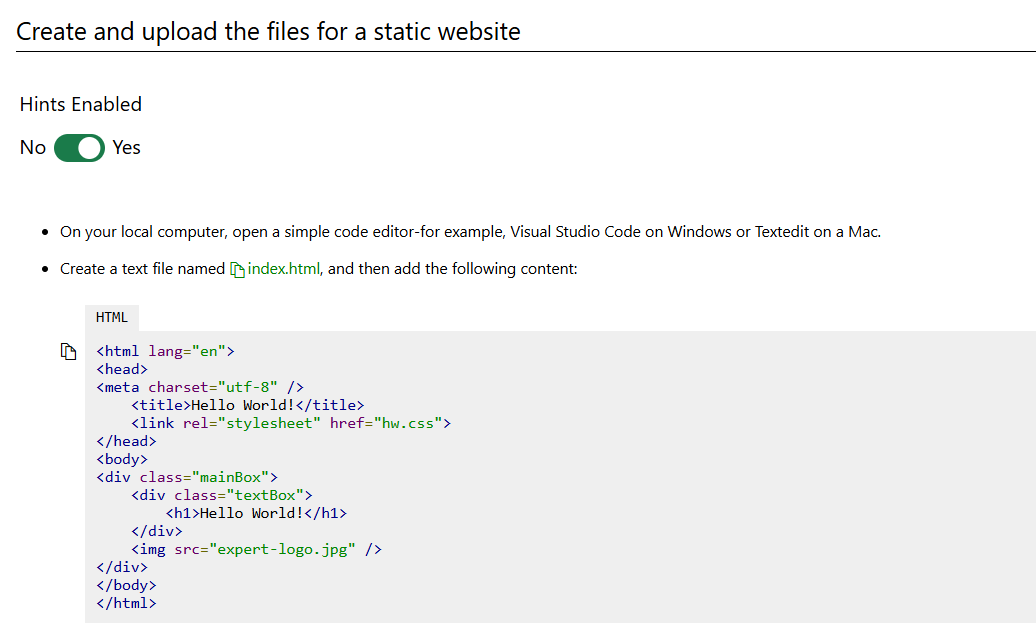 Create and upload the files for a static website
Hints Enabled
No Yes
On your local computer, open a simple code editor-for example, Visual Studio Code on Windows or Textedit on a Mac.
Create a text file named index.html, and then add the following content:
HTML
<html lang="en">
<head>
<meta charset="utf-8" />
    <title>Hello World!</title>
    <link rel="stylesheet" href="hw.css">
</head>
<body>
<div class="mainBox">
    <div class="textBox">
        <h1>Hello World!</h1>
    </div>
    <img src="expert-logo.jpg" />
</div>
</body>
</html>